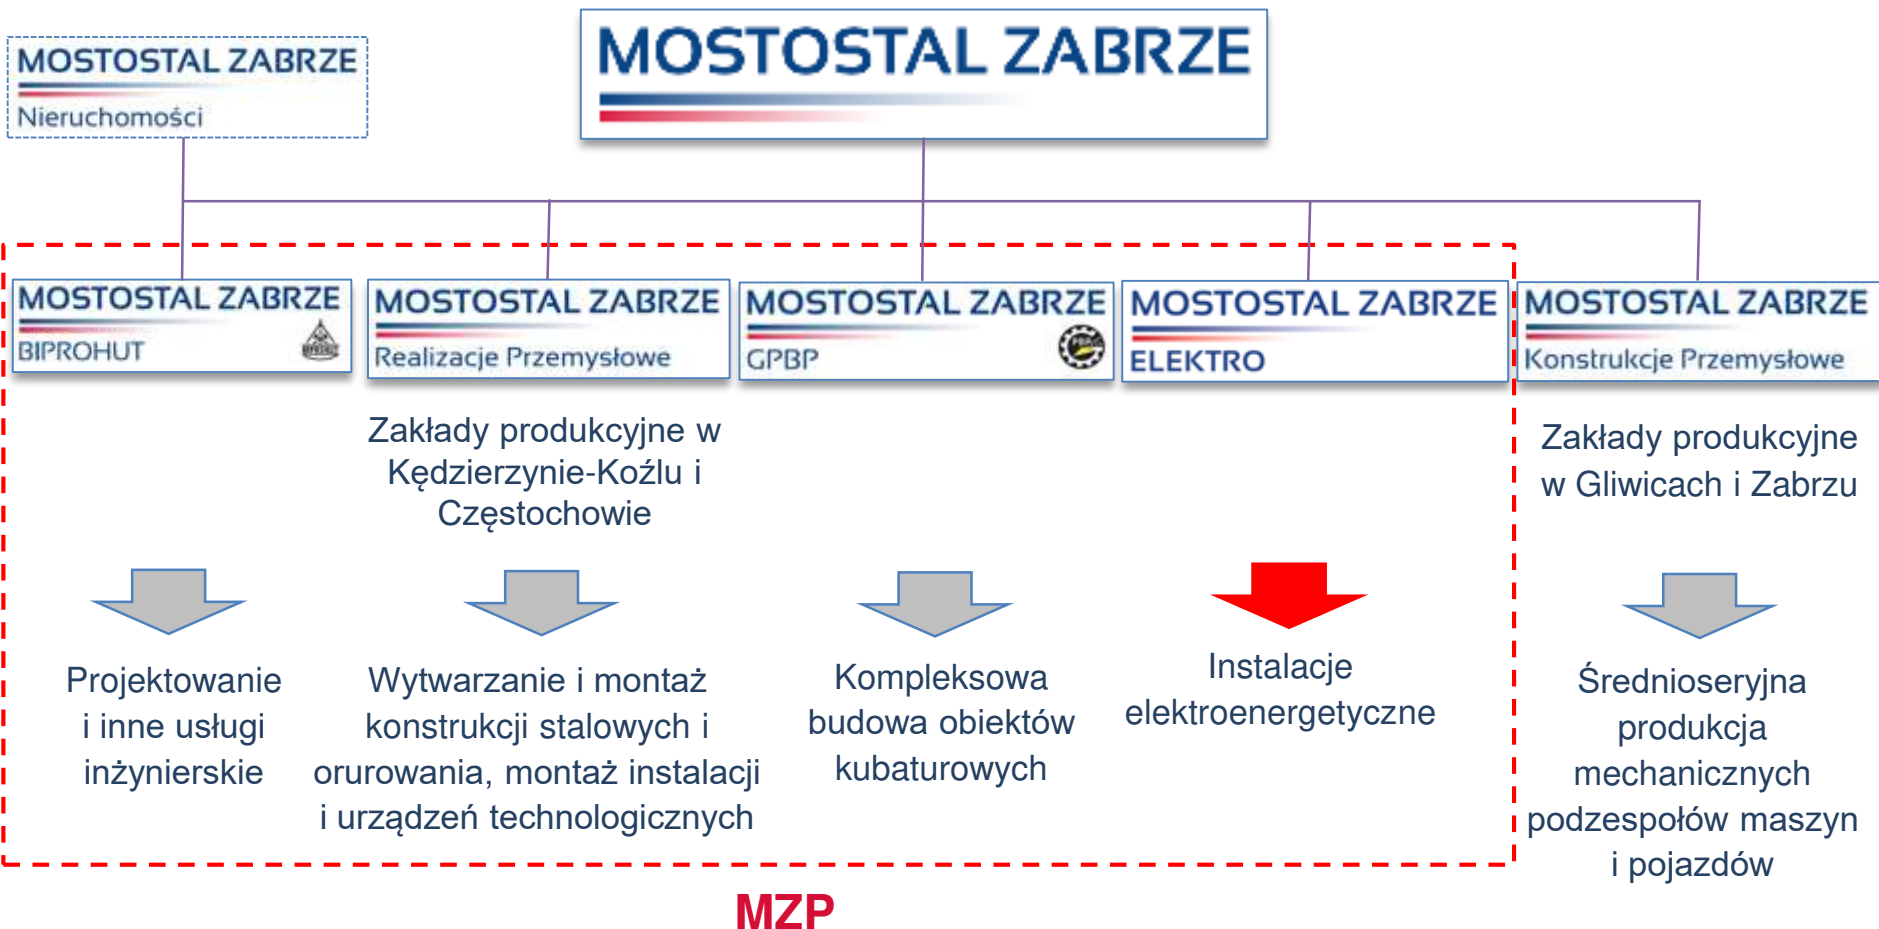 MOSTOSTAL ZABRZE
Nieruchomości
MOSTOSTAL ZABRZE
MOSTOSTAL ZABRZE
BIPROHUT
MOSTOSTAL ZABRZE
Realizacje Przemysłowe
MOSTOSTAL ZABRZE
GPBP
MOSTOSTAL ZABRZE
ELEKTRO
MOSTOSTAL ZABRZE
Konstrukcje Przemysłowe
Zakłady produkcyjne w
Kędzierzynie-Koźlu i
Częstochowie
Zakłady produkcyjne
w Gliwicach i Zabrzu
Projektowanie
i inne usługi
inżynierskie
Wytwarzanie i montaż
konstrukcji stalowych i
orurowania, montaż instalacji
i urządzeń technologicznych
Kompleksowa
budowa obiektów
kubaturowych
Instalacje
elektroenergetyczne
Średnioseryjna
produkcja
mechanicznych
podzespołów maszyn
i pojazdów
MZP